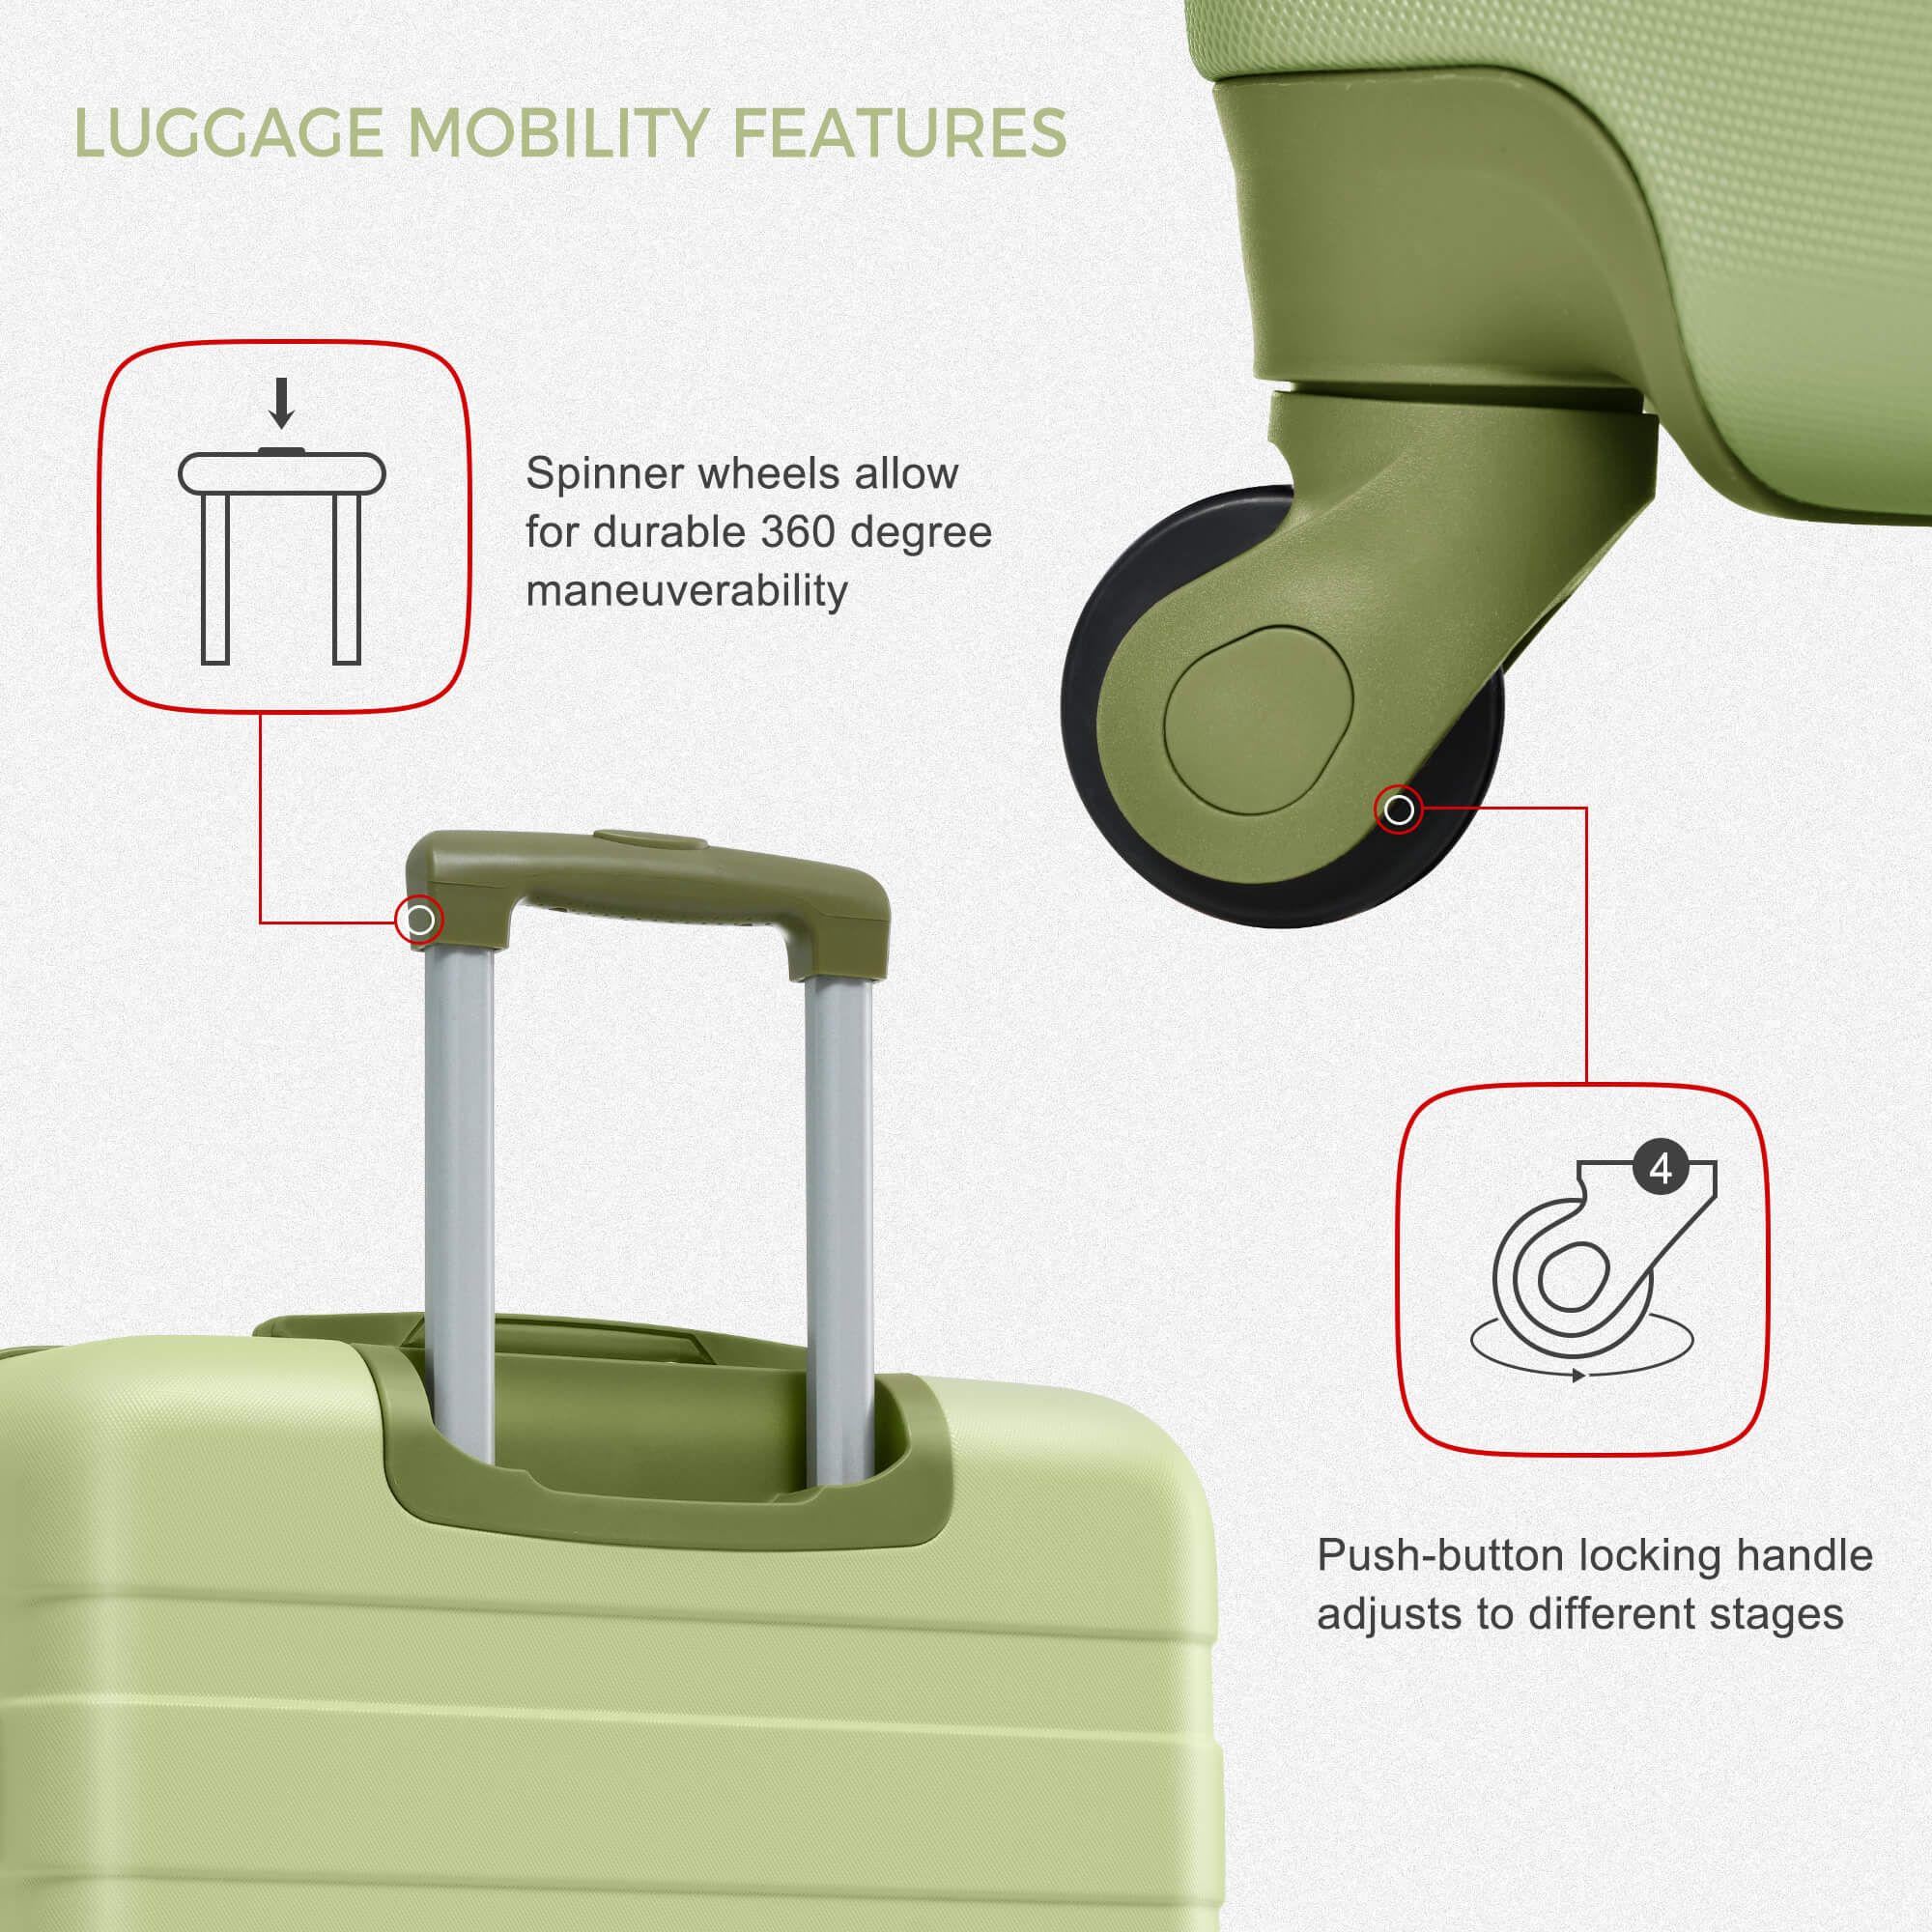 LUGGAGE MOBILITY FEATURES
Spinner wheels allow
for durable 360 degree
maneuverability
4
Push-button locking handle
adjusts to different stages